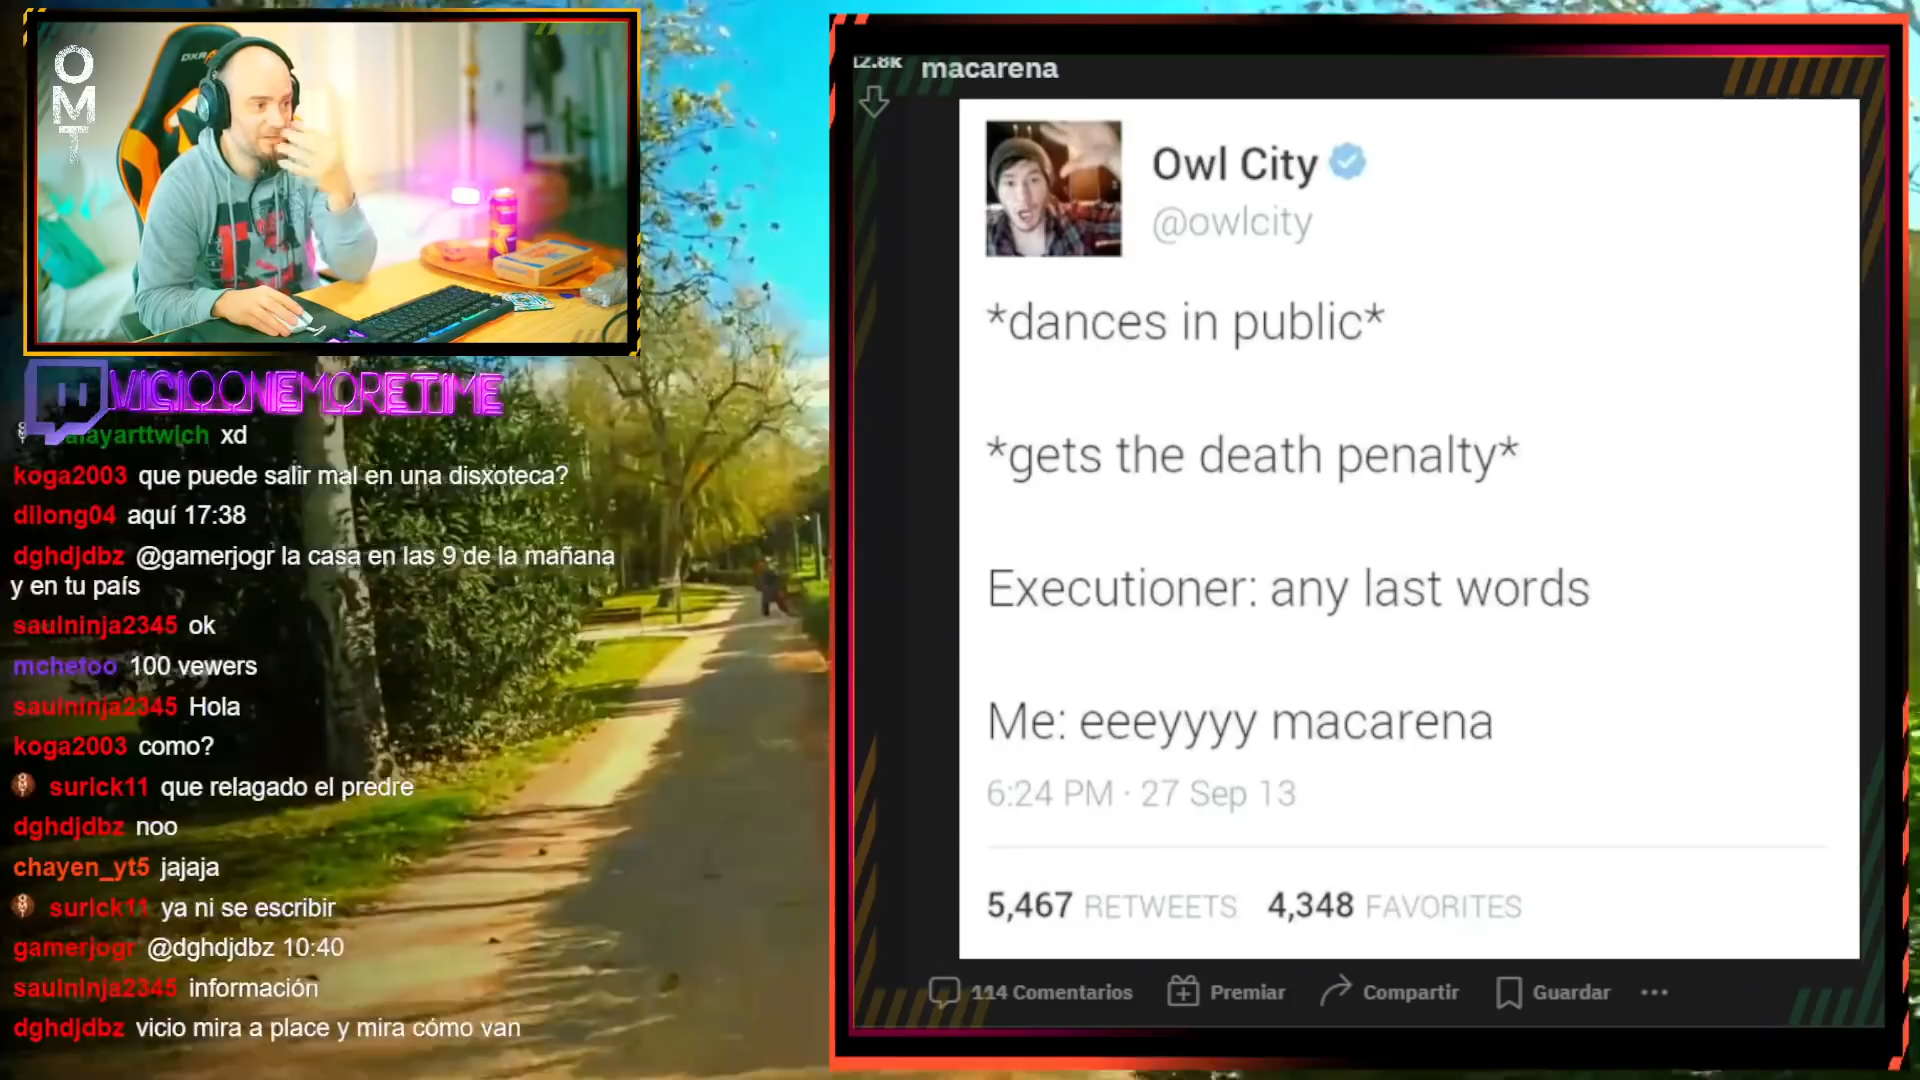 OMT
DXR
VICIOONEMORETIME
alayarttwich xd
koga2003 que puede salir mal en una disxoteca?
dilong04 aquí 17:38
dghdjdbz @gamerjogr la casa en las 9 de la mañana
y en tu país
saulninja2345 ok
mchetoo 100 vewers
saulninja2345 Hola
koga2003 como?
surick11 que relagado el predre
dghdjdbz noo
chayen_yt5 jajaja
surick11 ya ni se escribir
gamerjogr @dghdjdbz 10:40
saulninja2345 información
dghdjdbz vicio mira a place y mira cómo van
12.8K macarena
Owl City
@owlcity
*dances in public*
*gets the death penalty*
Executioner: any last words
Me: eeeyyyy macarena
6:24 PM · 27 Sep 13
5,467 RETWEETS 4,348 FAVORITES
114 Comentarios Premiar Compartir Guardar ...